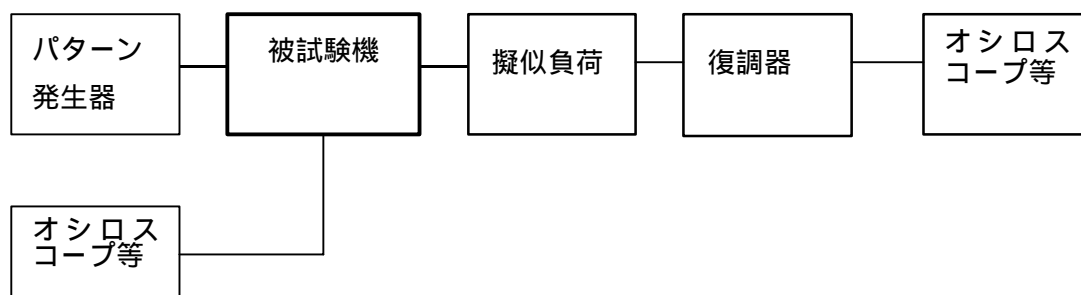 パターン
発生器
被試験機
擬似負荷
復調器
オシロス
コープ等
オシロス
コープ等